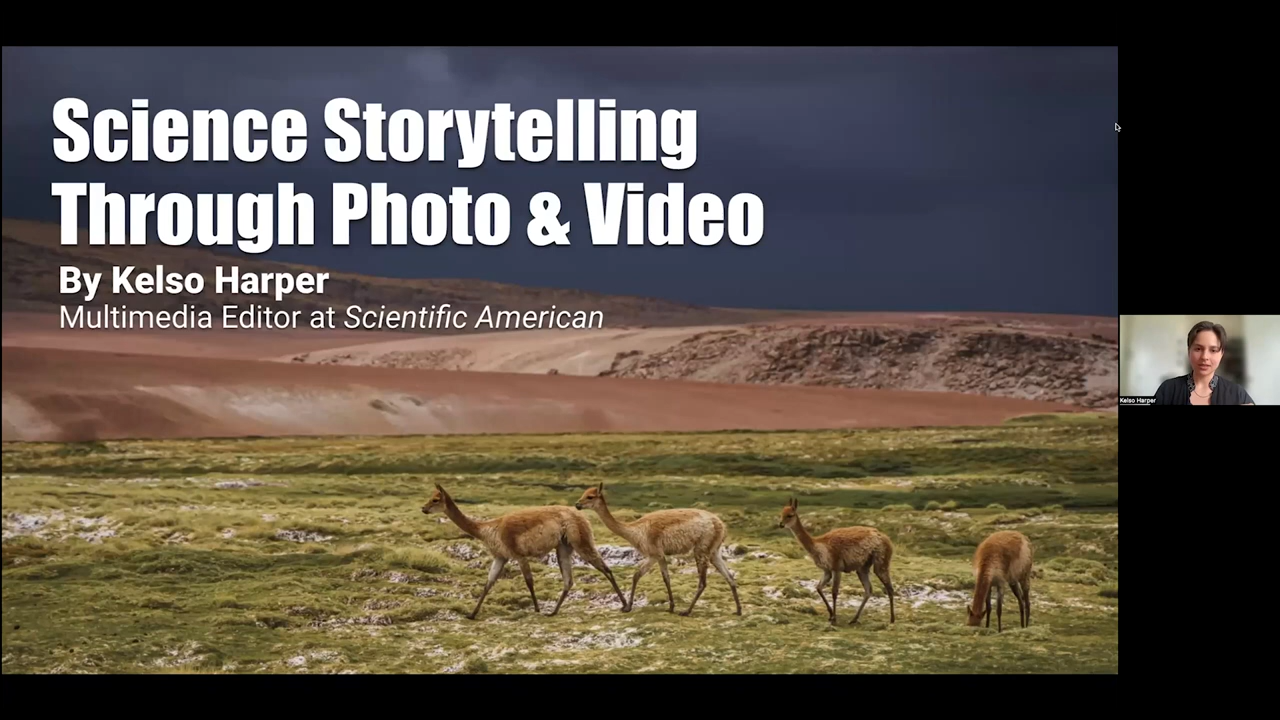 Science Storytelling
Through Photo & Video
By Kelso Harper
Multimedia Editor at Scientific American
Kelso Harper